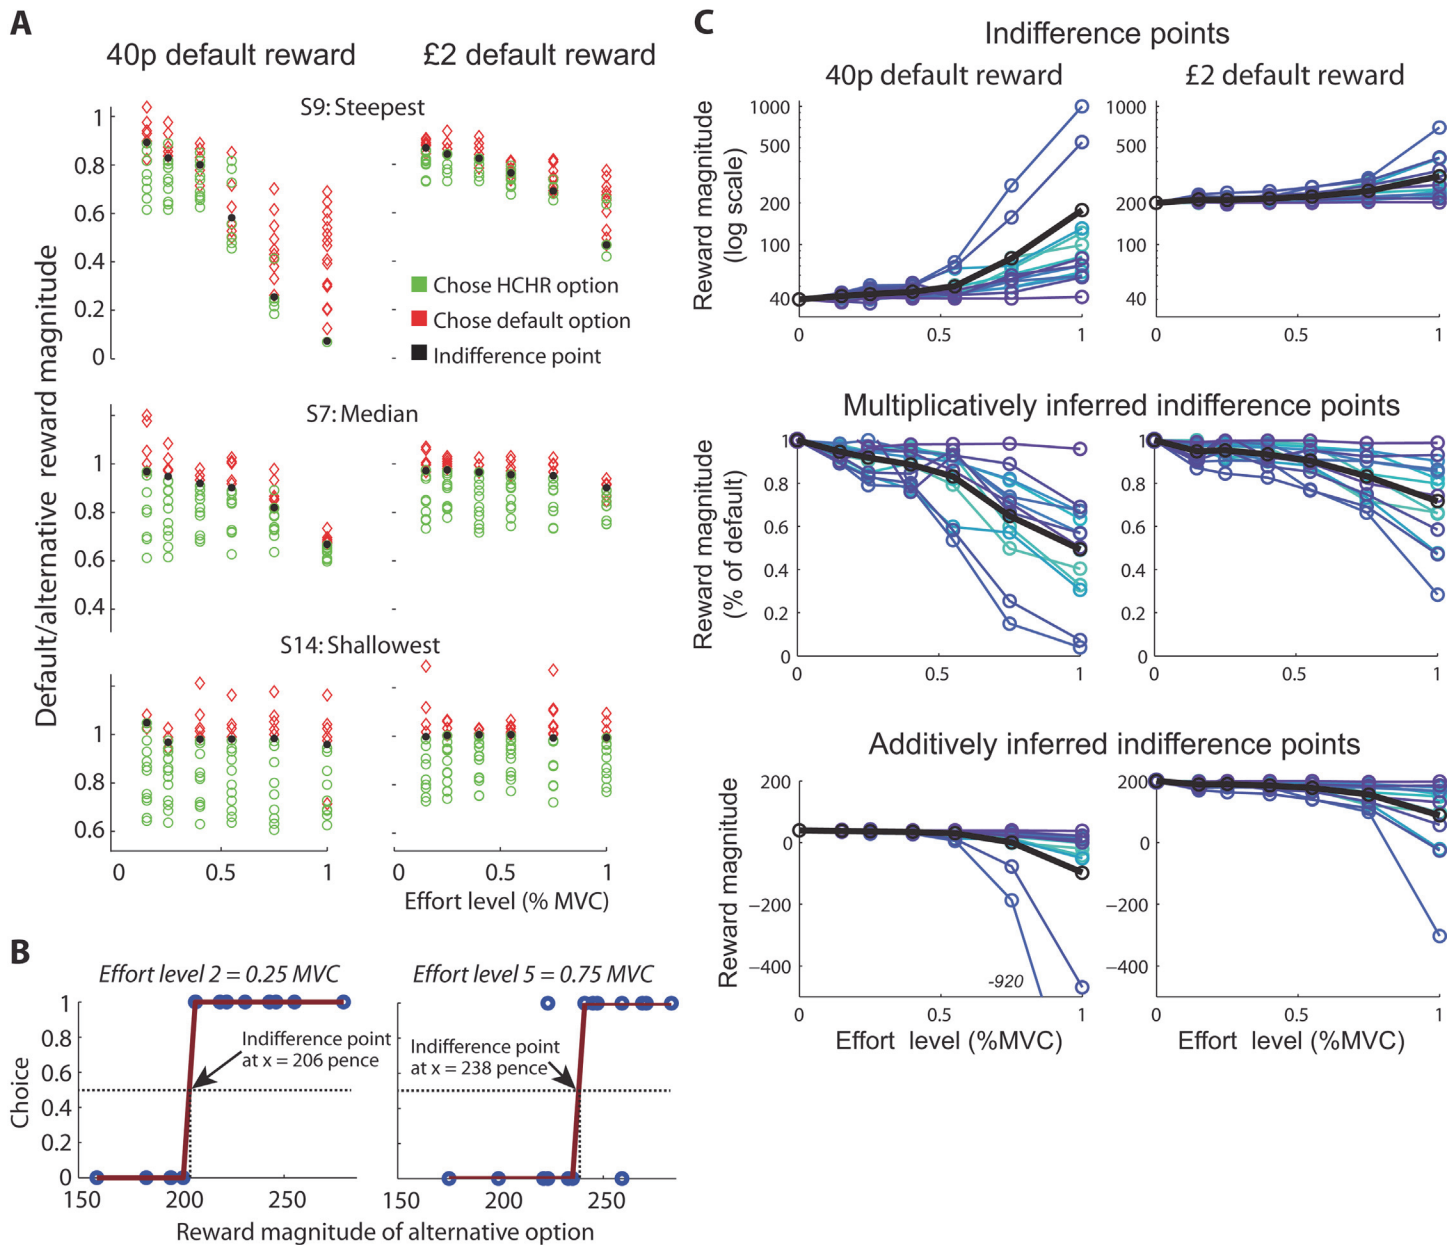 A
40p default reward
£2 default reward
S9: Steepest
1
0.8
0.6
0.4
0.2
0
Chose HCHR option
Chose default option
Indifference point
S7: Median
1
0.8
0.6
0.4
S14: Shallowest
1
0.8
0.6
0
0.5
1
0
0.5
1
Effort level (% MVC)
Default/alternative reward magnitude
B
Effort level 2 = 0.25 MVC
Effort level 5 = 0.75 MVC
1
0.8
0.6
0.4
0.2
0
Choice
Indifference point
at x = 206 pence
Indifference point
at x = 238 pence
150
200
250
150
200
250
Reward magnitude of alternative option
C
Indifference points
40p default reward
£2 default reward
Reward magnitude
(log scale)
1000
500
200
100
40
0
0.5
1
1000
500
200
100
40
0
0.5
1
Multiplicatively inferred indifference points
Reward magnitude
(% of default)
1
0.8
0.6
0.4
0.2
0
0
0.5
1
1
0.8
0.6
0.4
0.2
0
0
0.5
1
Additively inferred indifference points
Reward magnitude
200
0
−200
−400
-920
0
0.5
1
200
0
−200
−400
0
0.5
1
Effort level (%MVC)
Effort level (%MVC)